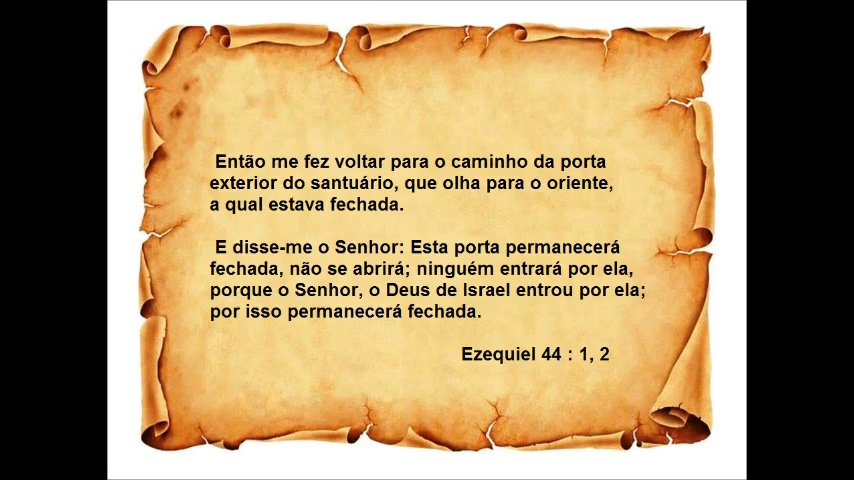 Então me fez voltar para o caminho da porta
exterior do santuário, que olha para o oriente,
a qual estava fechada.
E disse-me o Senhor: Esta porta permanecerá
fechada, não se abrirá; ninguém entrará por ela,
porque o Senhor, o Deus de Israel entrou por ela;
por isso permanecerá fechada.
Ezequiel 44 : 1, 2